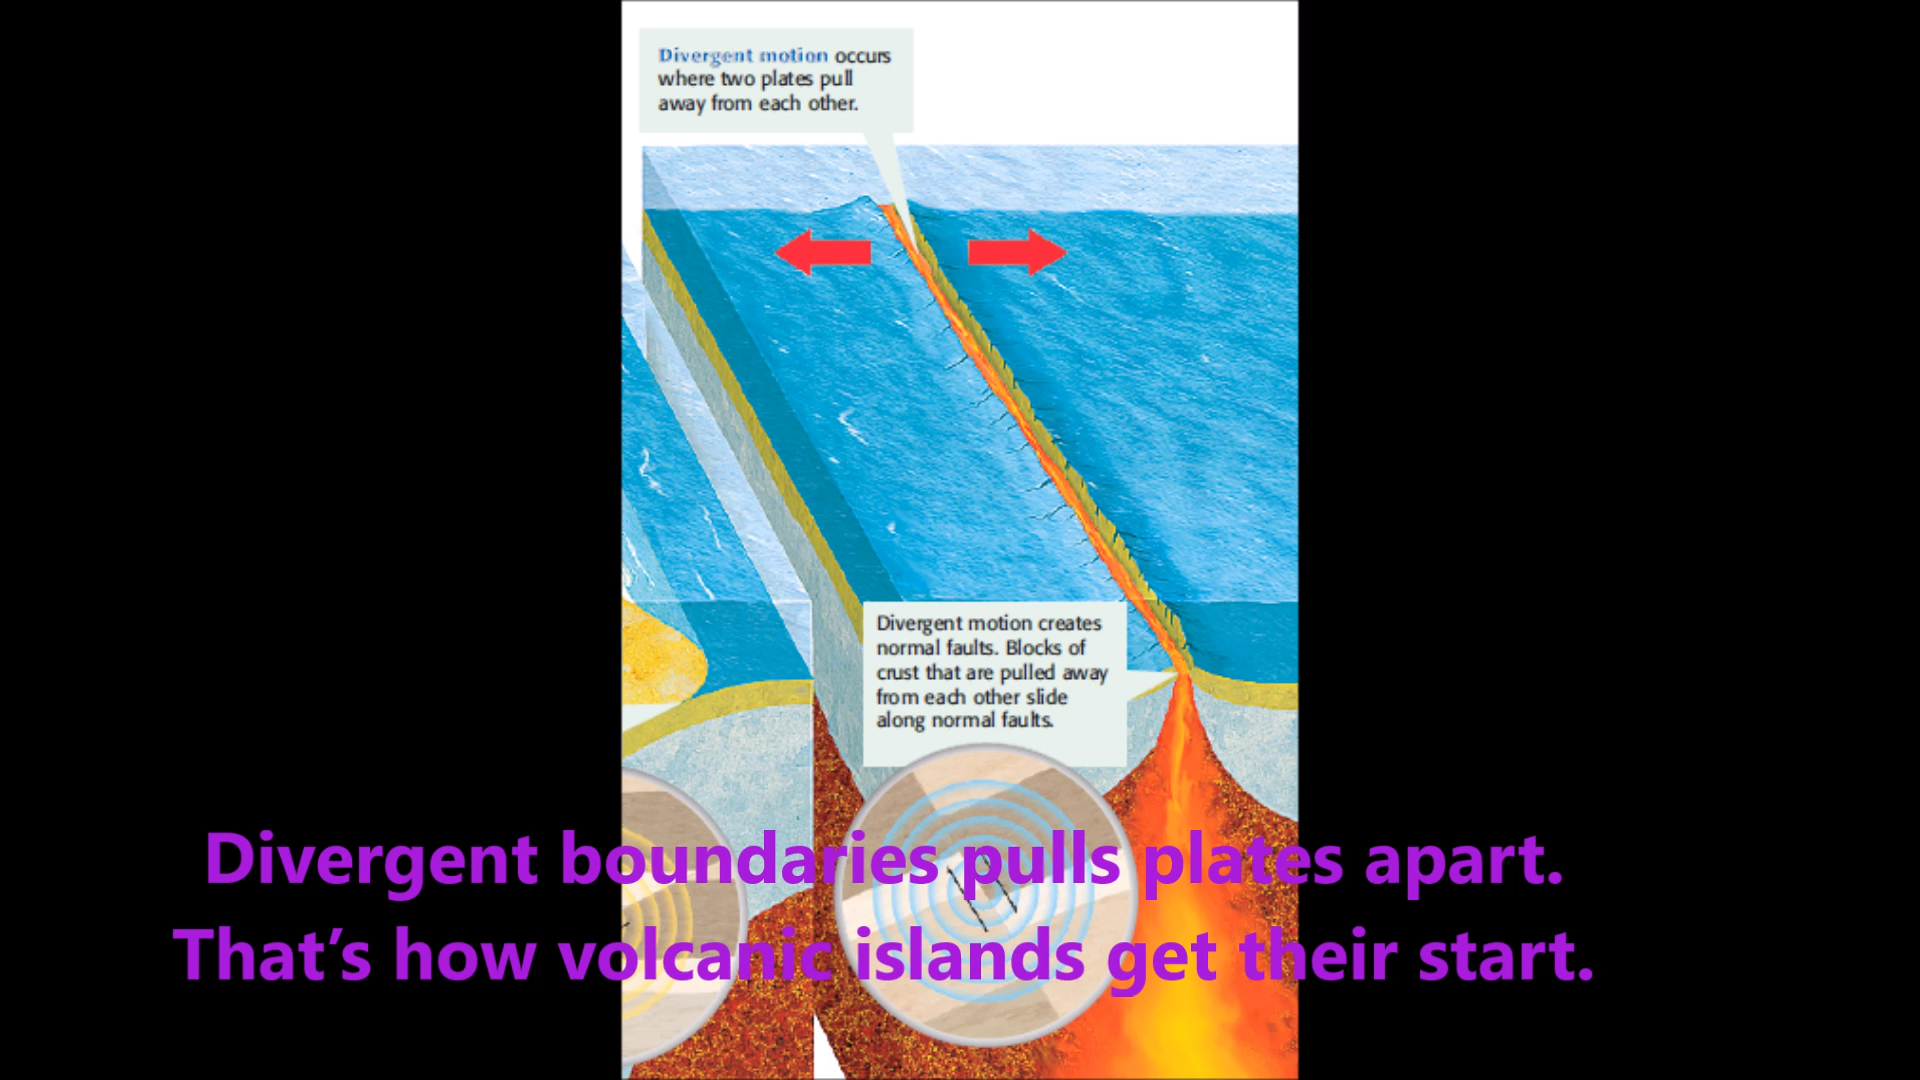 Divergent motion occurs
where two plates pull
away from each other.
Divergent motion creates
normal faults. Blocks of
crust that are pulled away
from each other slide
along normal faults.
Divergent boundaries pulls plates apart.
That’s how volcanic islands get their start.